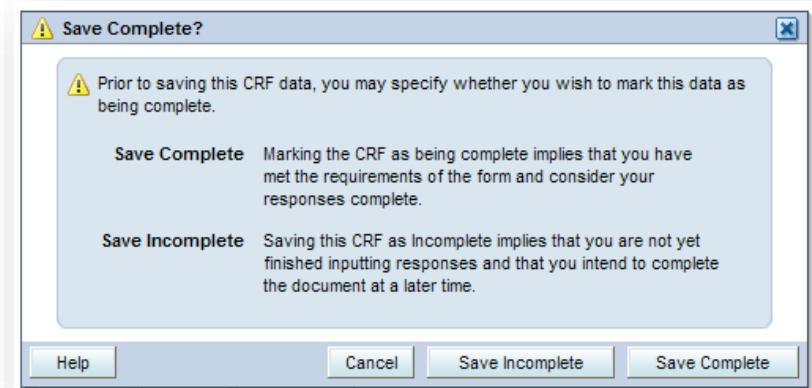 Save Complete?
Prior to saving this CRF data, you may specify whether you wish to mark this data as
being complete.
Save Complete Marking the CRF as being complete implies that you have
met the requirements of the form and consider your
responses complete.
Save Incomplete Saving this CRF as Incomplete implies that you are not yet
finished inputting responses and that you intend to complete
the document at a later time.
Help Cancel Save Incomplete Save Complete